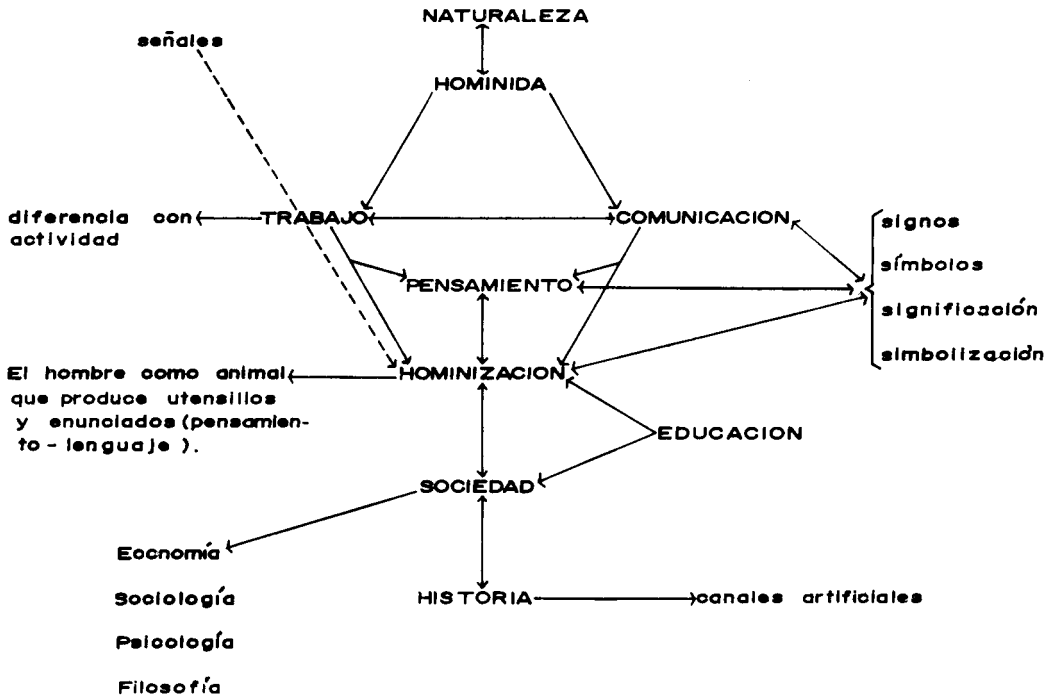 NATURALEZA
señales
HOMINIDA
diferencia con
actividad
TRABAJO
COMUNICACION
signos
símbolos
significación
simbolización
PENSAMIENTO
El hombre como animal
que produce utensilios
y enunciados (pensamien-
to - lenguaje ).
HOMINIZACION
EDUCACION
SOCIEDAD
Eocnomía
Sociología
Psicología
Filosofía
HISTORIA
canales artificiales